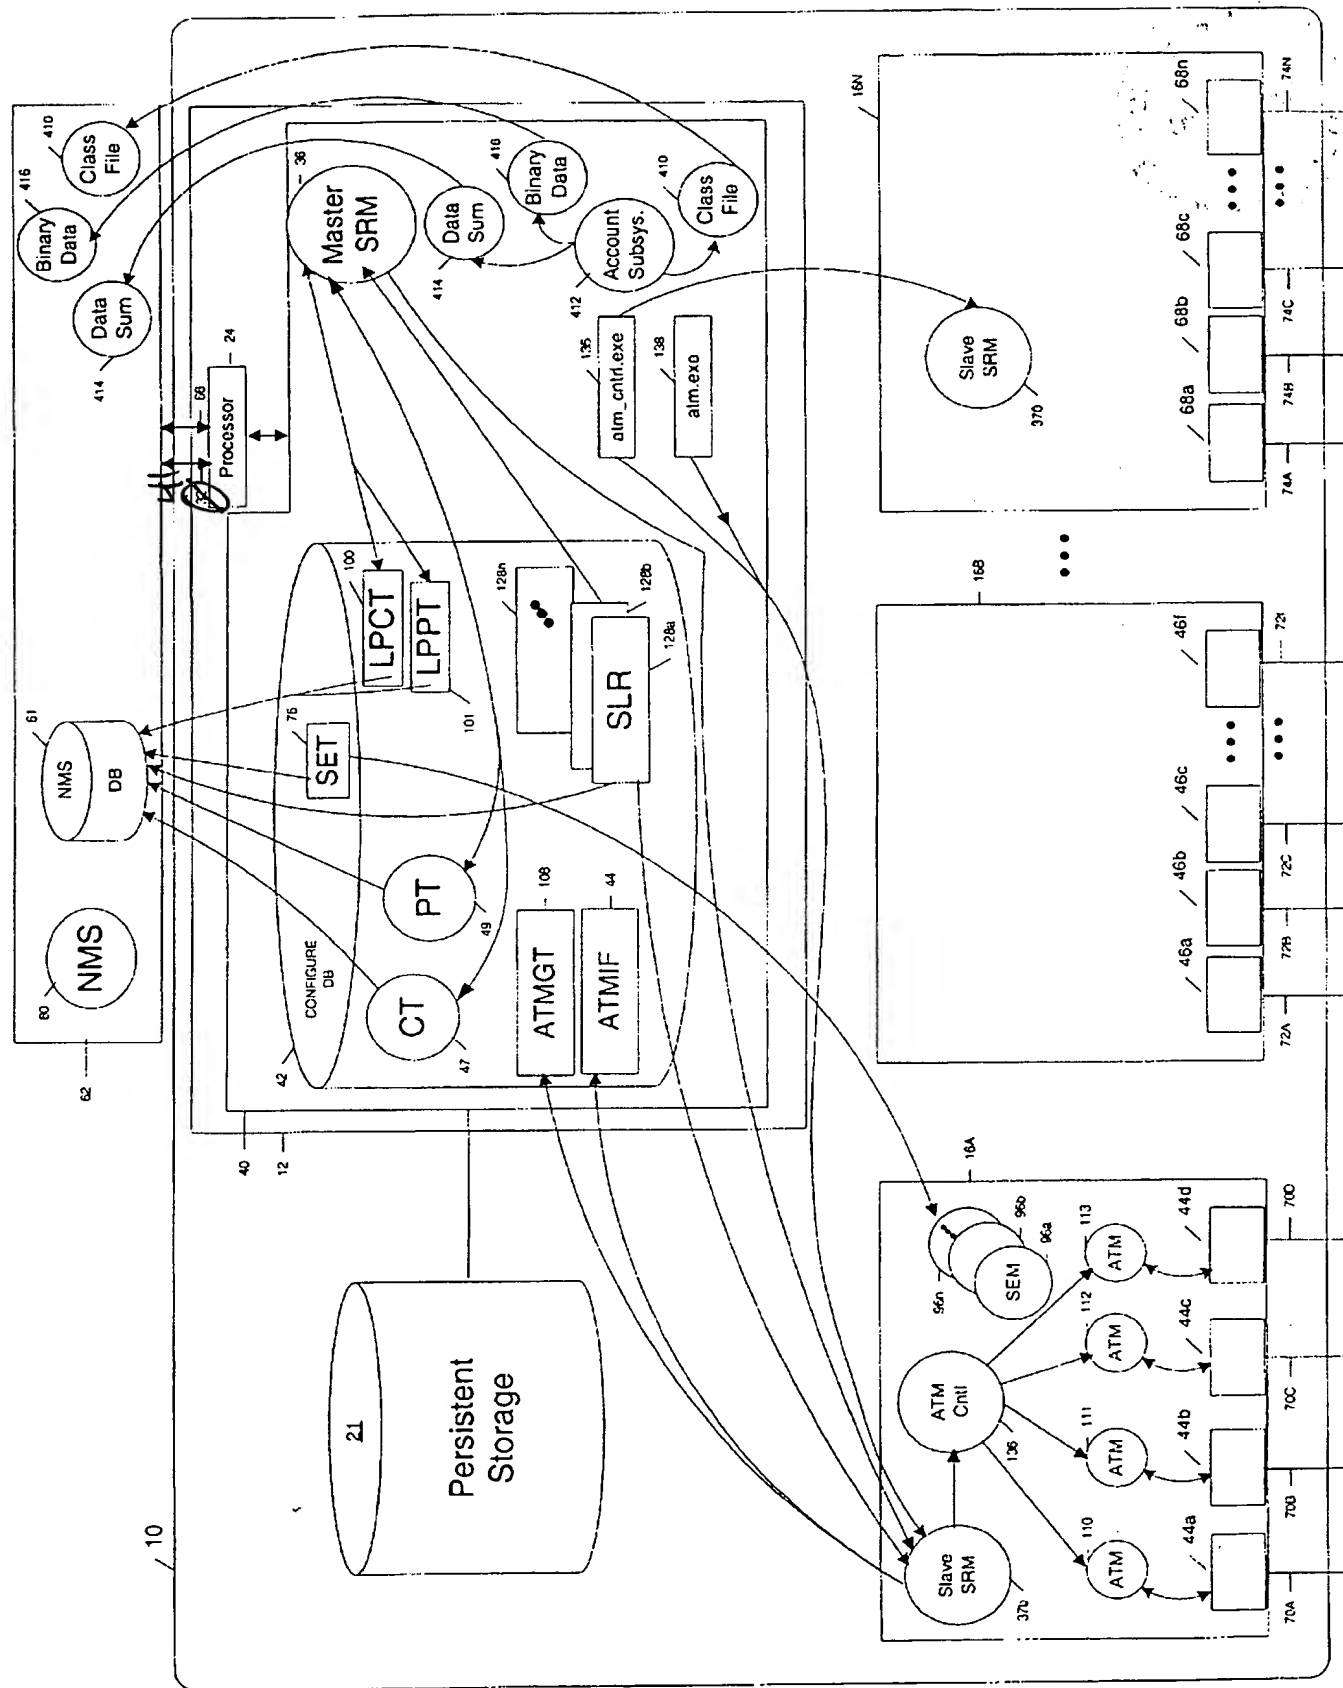 10
62
60
NMS
61
NMS
DB
414
Data
Sum
416
Binary
Data
410
Class
File
41
68
24
Processor
40
12
42
CONFIGURE
DB
CT
47
PT
49
76
SET
100
LPCT
LPPT
101
ATMGT
108
ATMIF
44
128n
128b
SLR
128a
36
Master
SRM
Data
Sum
414
416
Binary
Data
Account
Subsys.
412
410
Class
File
135
atm_cntrl.exe
138
atm.exe
21
Persistent
Storage
16A
Slave
SRM
37b
ATM
Cntl
136
96n
SEM
96b
96a
110
ATM
111
ATM
112
ATM
113
ATM
44a
44b
44c
44d
70A
70B
70C
70D
16B
46a
46b
46c
46f
72A
72B
72C
72f
16N
Slave
SRM
370
68a
68b
68c
68n
74A
74B
74C
74N